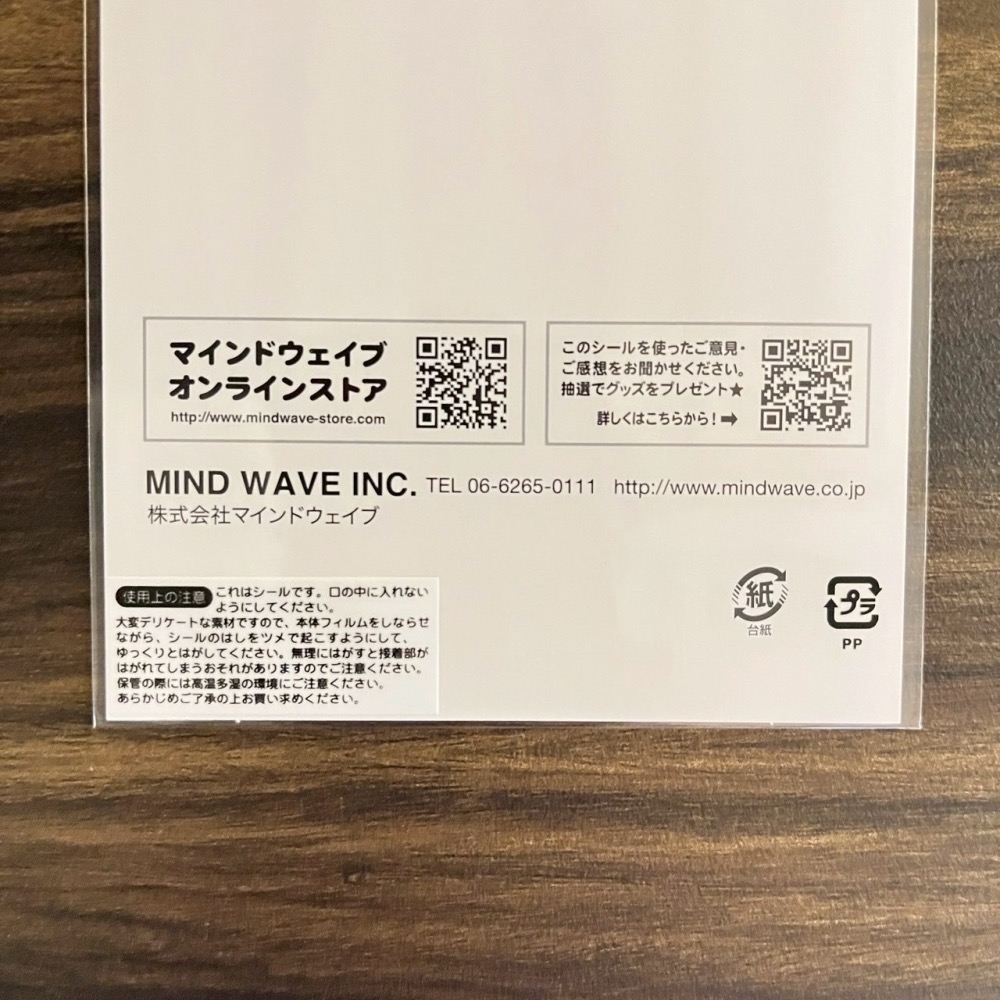 マインドウェイブ
オンラインストア
http://www.mindwave-store.com
このシールを使ったご意見・
ご感想をお聞かせください。
抽選でグッズをプレゼント★
詳しくはこちらから!➡
MIND WAVE INC. TEL 06-6265-0111 http://www.mindwave.co.jp
株式会社マインドウェイブ
使用上の注意 これはシールです。口の中に入れない
ようにしてください。
大変デリケートな素材ですので、本体フィルムをしならせ
ながら、シールのはしをツメで起こすようにして、
ゆっくりとはがしてください。無理にはがすと接着部が
はがれてしまうおそれがありますのでご注意ください。
保管の際には高温多湿の環境にご注意ください。
あらかじめご了承の上お買い求めください。
紙
台紙
プラ
PP